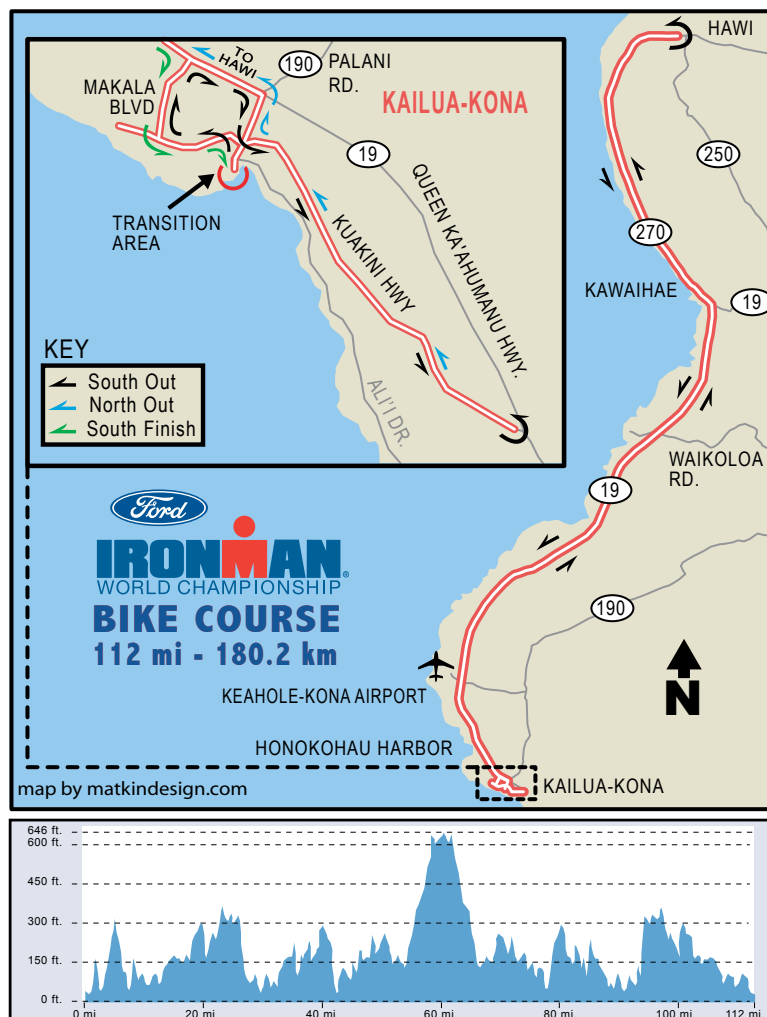 HAWI
TO
HAWI
190
PALANI
RD.
MAKALA
BLVD
KAILUA-KONA
19
250
TRANSITION
AREA
KUAKINI HWY
QUEEN KA'AHUMANU HWY.
270
KAWAIHAE
19
KEY
South Out
North Out
South Finish
ALI'I DR.
WAIKOLOA
RD.
19
Ford
IRONMAN®
WORLD CHAMPIONSHIP
BIKE COURSE
112 mi - 180.2 km
190
N
KEAHOLE-KONA AIRPORT
HONOKOHAU HARBOR
map by matkindesign.com
KAILUA-KONA
646 ft.
600 ft.
450 ft.
300 ft.
150 ft.
0 ft.
0 mi 20 mi 40 mi 60 mi 80 mi 100 mi 112 mi